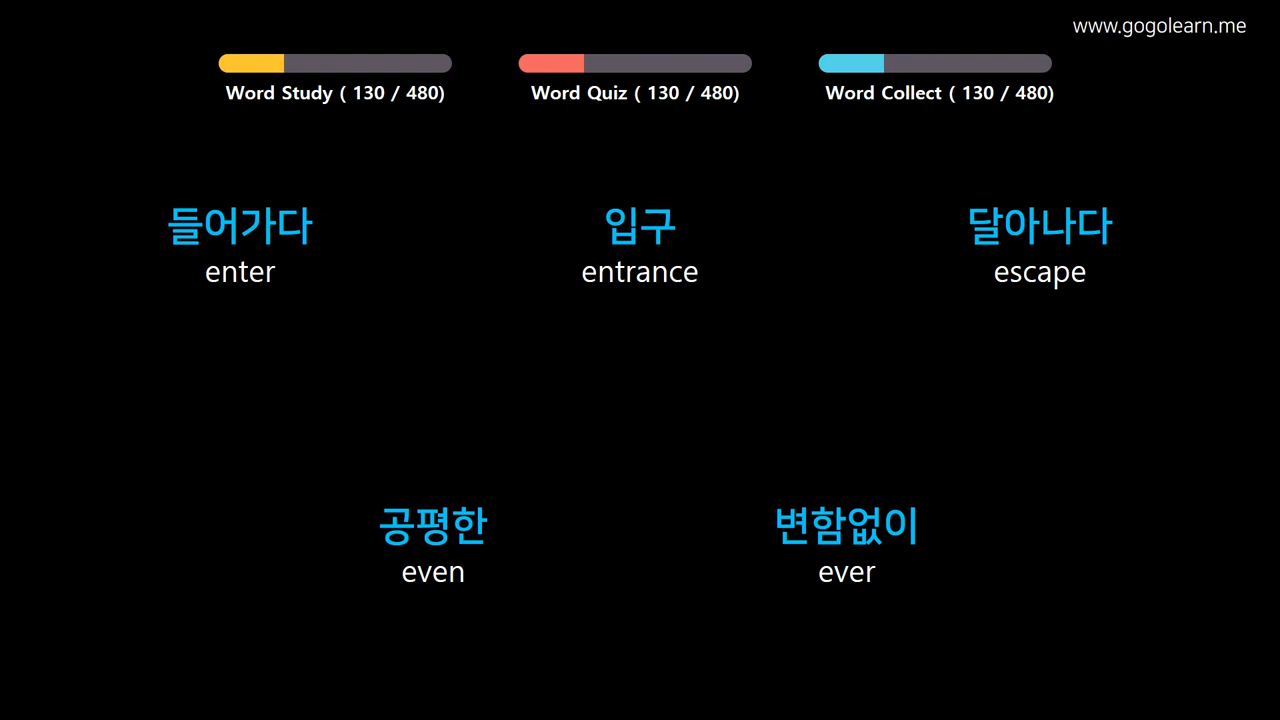 www.gogolearn.me
Word Study ( 130 / 480)
Word Quiz ( 130 / 480)
Word Collect ( 130 / 480)
들어가다
enter
입구
entrance
달아나다
escape
공평한
even
변함없이
ever